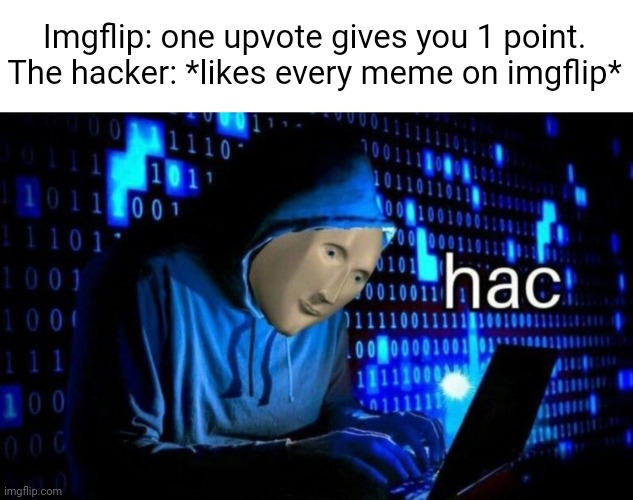 Imgflip: one upvote gives you 1 point.
The hacker: *likes every meme on imgflip*
hac
imgflip.com